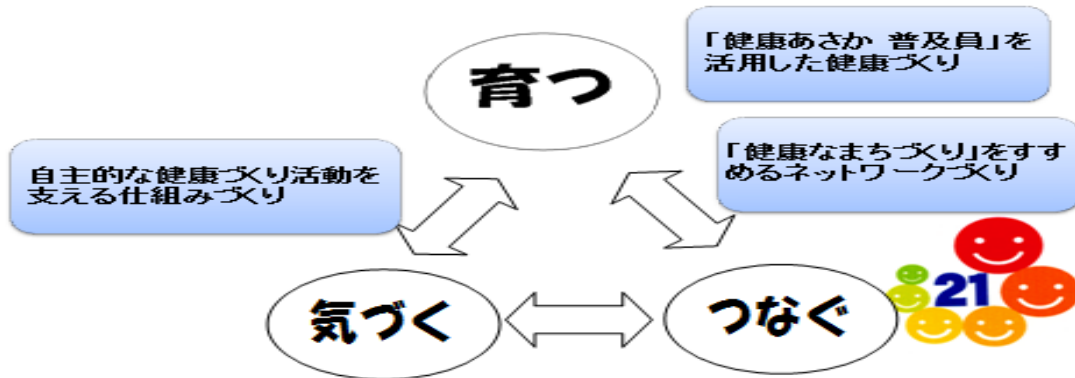 「健康あさか 普及員」を
活用した健康づくり
育つ
「健康なまちづくり」をすす
めるネットワークづくり
自主的な健康づくり活動を
支える仕組みづくり
気づく
つなぐ
21